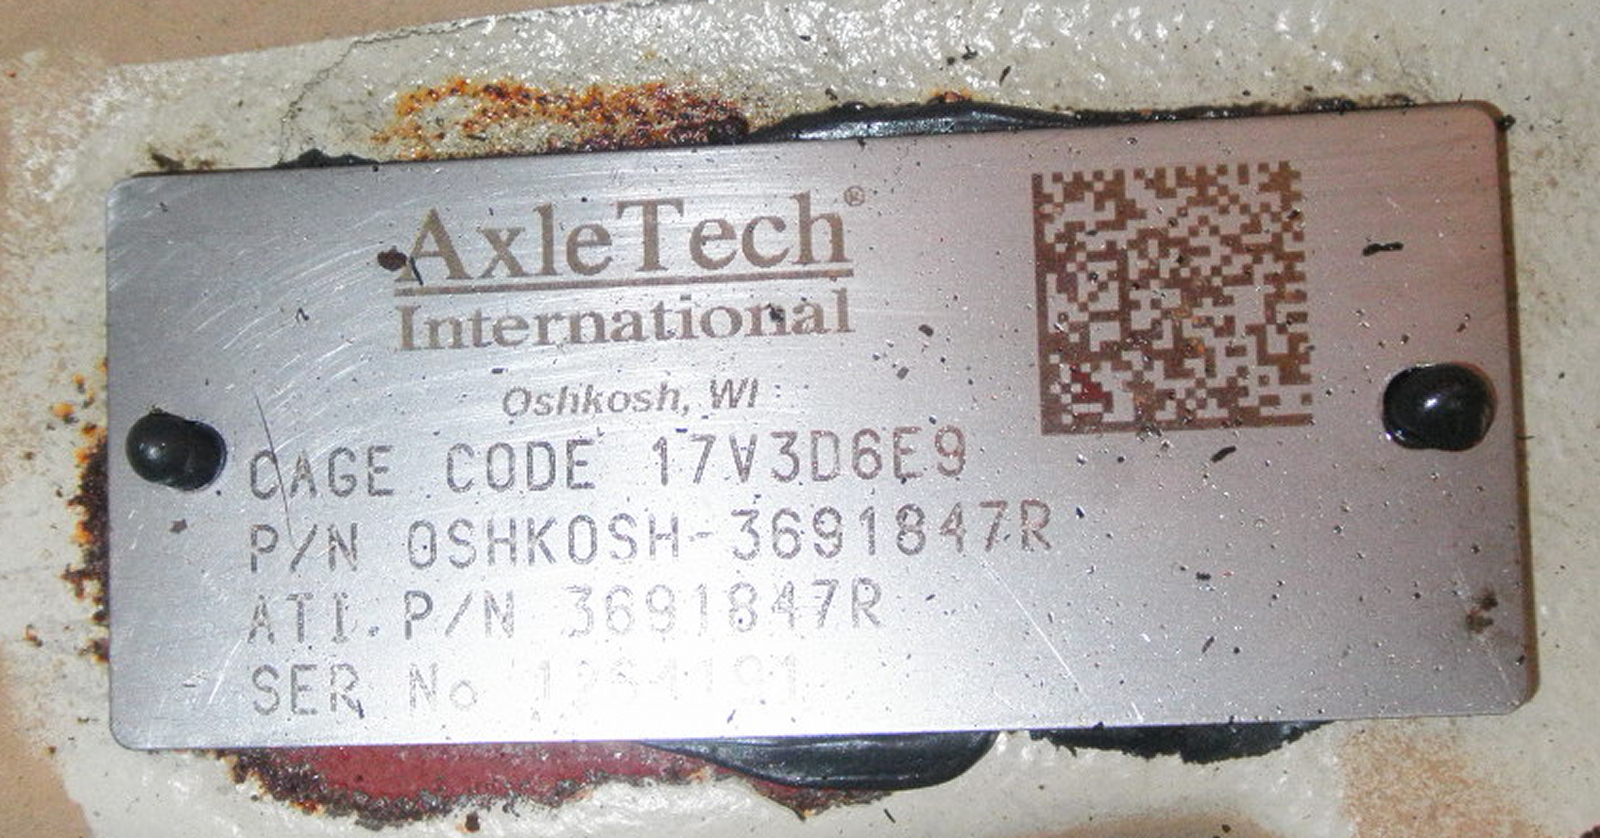 AxleTech®
International
Oshkosh, WI
CAGE CODE 17V3D6E9
P/N OSHKOSH-3691847R
ATI. P/N 3691847R
SER No